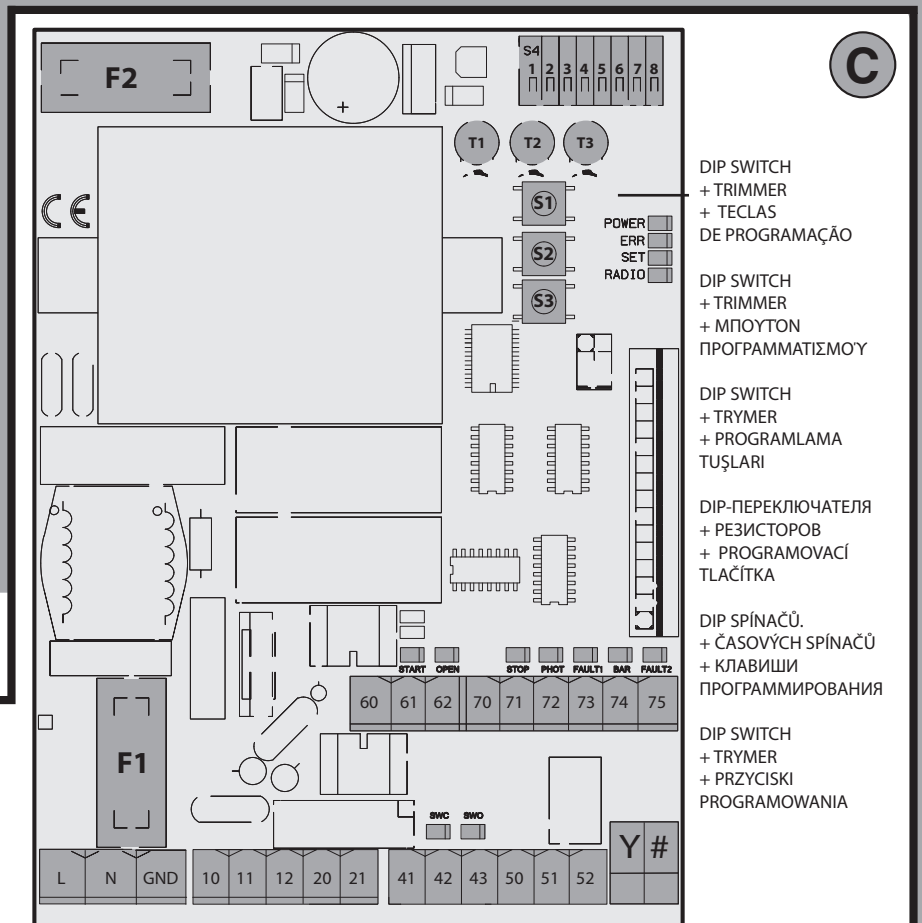 F2
S4
1 2 3 4 5 6 7 8
C
+
T1 T2 T3
CE
S1
S2
S3
POWER
ERR
SET
RADIO
DIP SWITCH
+ TRIMMER
+ TECLAS
DE PROGRAMAÇÃO
DIP SWITCH
+ TRIMMER
+ ΜΠΟΥΤΌΝ
ΠΡΟΓΡΑΜΜΑΤΙΣΜΟΎ
DIP SWITCH
+ TRYMER
+ PROGRAMLAMA
TUŞLARI
DIP-ПЕРЕКЛЮЧАТЕЛЯ
+ РЕЗИСТОРОВ
+ PROGRAMOVACÍ
TLAČÍTKA
DIP SPÍNAČŮ.
+ ČASOVÝCH SPÍNAČŮ
+ КЛАВИШИ
ПРОГРАММИРОВАНИЯ
DIP SWITCH
+ TRYMER
+ PRZYCISKI
PROGRAMOWANIA
START OPEN STOP PHOT FAULT1 BAR FAULT2
60 61 62 70 71 72 73 74 75
F1
SWC SWO
Y #
L N GND 10 11 12 20 21 41 42 43 50 51 52